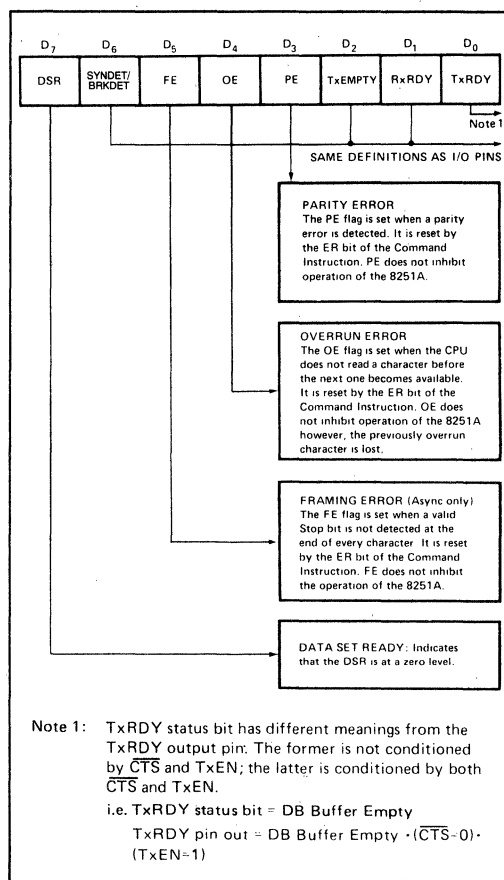 D7 D6 D5 D4 D3 D2 D1 D0
DSR SYNDET/ FE OE PE TxEMPTY RxRDY TxRDY
BRKDET
Note 1
SAME DEFINITIONS AS I/O PINS
PARITY ERROR
The PE flag is set when a parity
error is detected. It is reset by
the ER bit of the Command
Instruction. PE does not inhibit
operation of the 8251A.
OVERRUN ERROR
The OE flag is set when the CPU
does not read a character before
the next one becomes available.
It is reset by the ER bit of the
Command Instruction. OE does
not inhibit operation of the 8251A
however, the previously overrun
character is lost.
FRAMING ERROR (Async only)
The FE flag is set when a valid
Stop bit is not detected at the
end of every character It is reset
by the ER bit of the Command
Instruction. FE does not inhibit
the operation of the 8251A.
DATA SET READY: Indicates
that the DSR is at a zero level.
Note 1: TxRDY status bit has different meanings from the
TxRDY output pin. The former is not conditioned
by C̅T̅S̅ and TxEN; the latter is conditioned by both
C̅T̅S̅ and TxEN.
i.e. TxRDY status bit = DB Buffer Empty
TxRDY pin out = DB Buffer Empty · (C̅T̅S̅=0) ·
(TxEN=1)